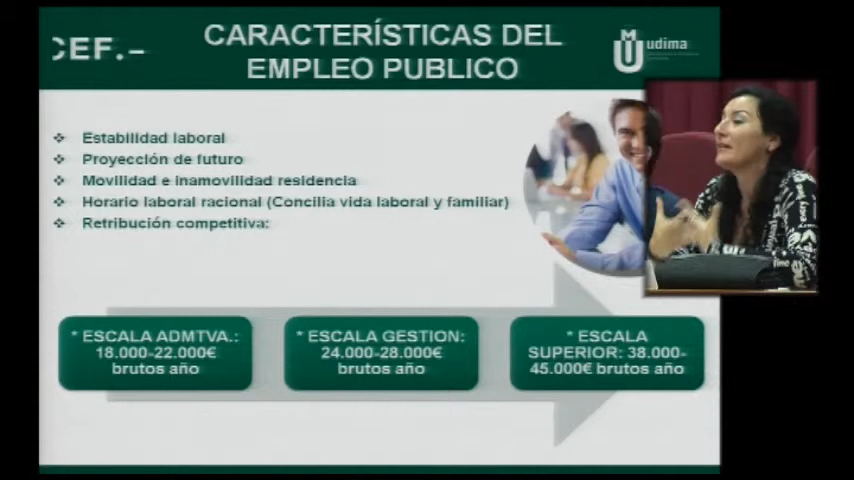 CEF.-
CARACTERÍSTICAS DEL
EMPLEO PUBLICO
udima
❖ Estabilidad laboral
❖ Proyección de futuro
❖ Movilidad e inamovilidad residencia
❖ Horario laboral racional (Concilia vida laboral y familiar)
❖ Retribución competitiva:
* ESCALA ADMTVA.:
18.000-22.000€
brutos año
* ESCALA GESTION:
24.000-28.000€
brutos año
* ESCALA
SUPERIOR: 38.000-
45.000€ brutos año